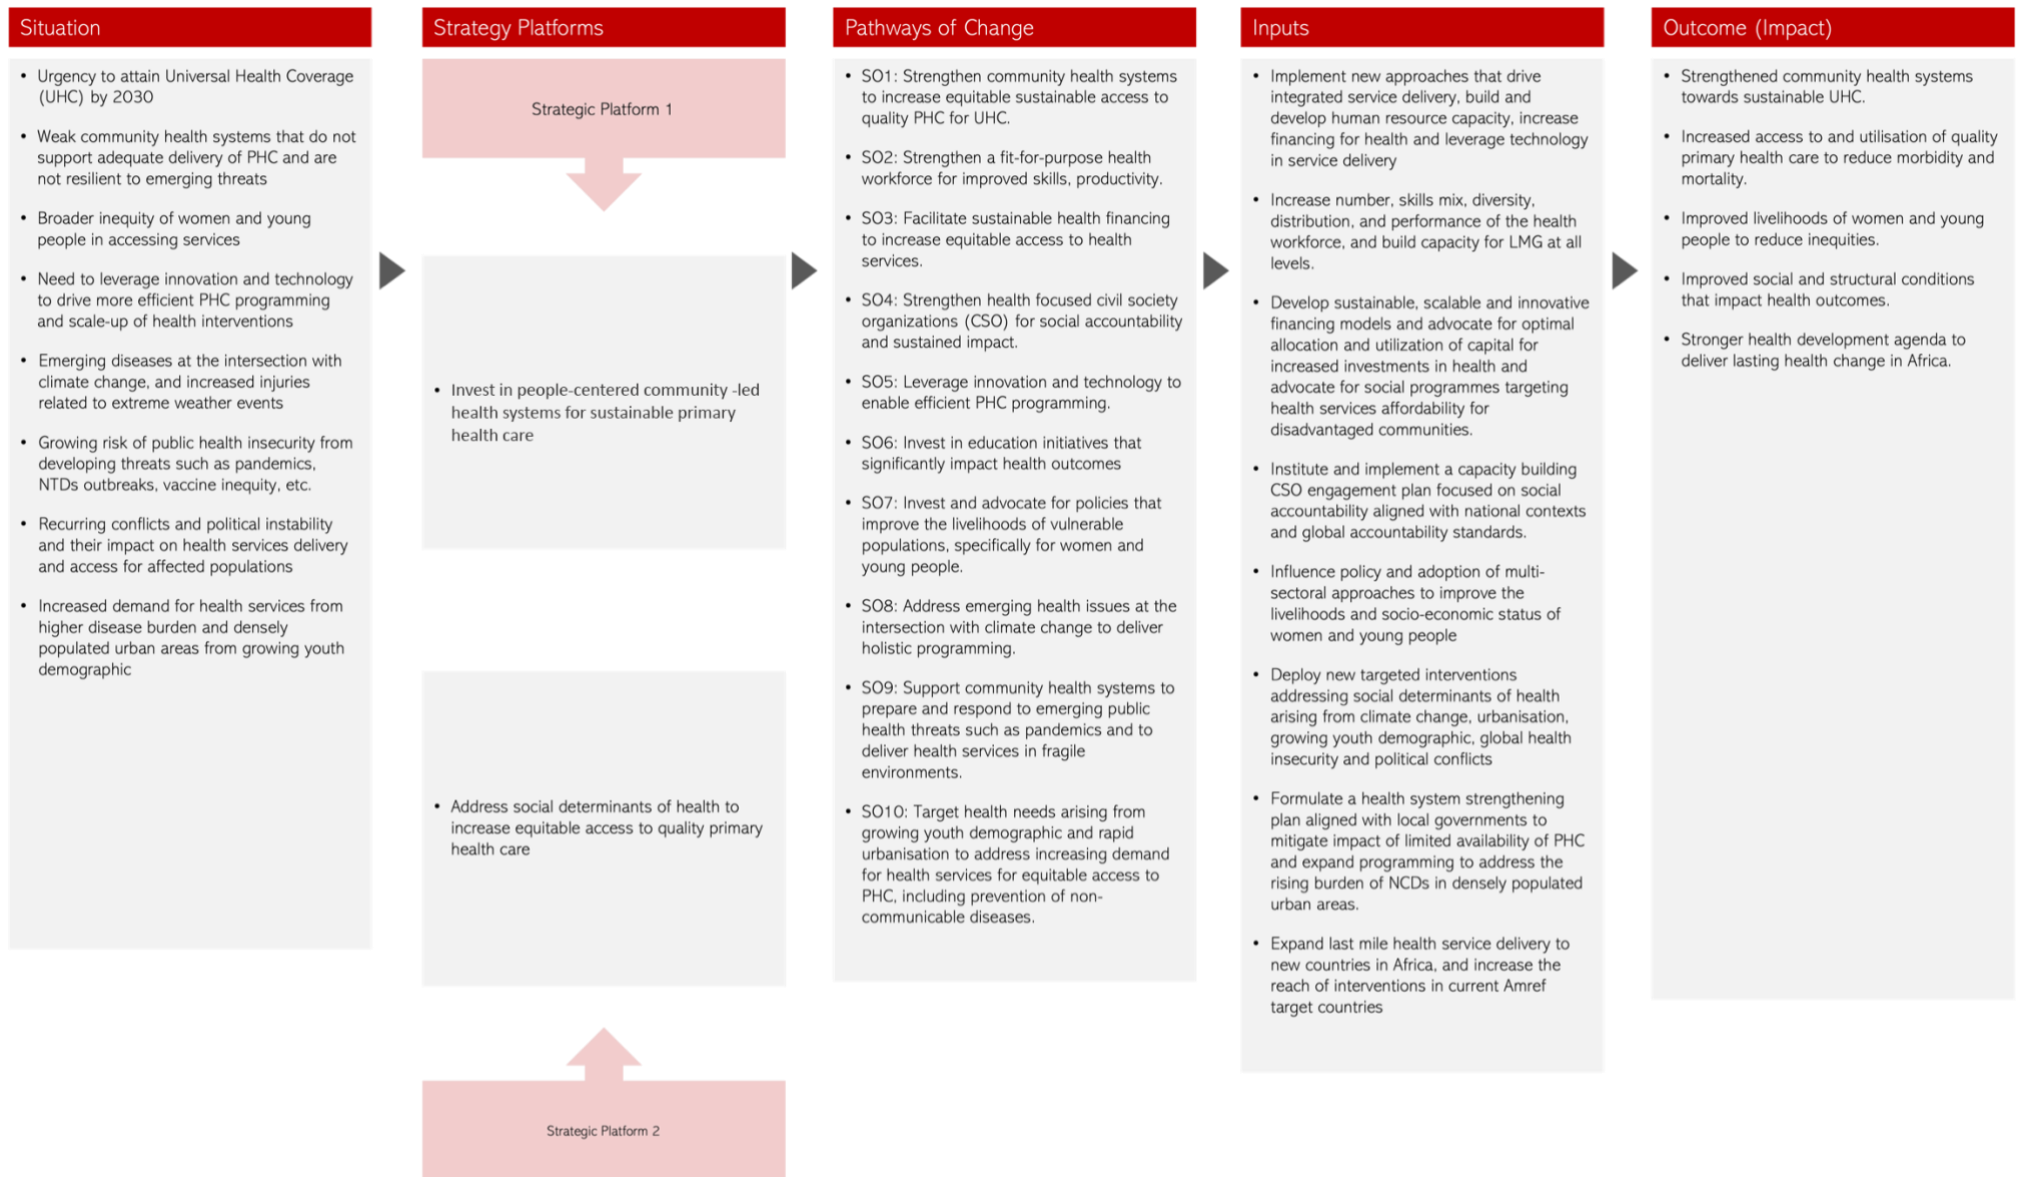 Situation
• Urgency to attain Universal Health Coverage
(UHC) by 2030
• Weak community health systems that do not
support adequate delivery of PHC and are
not resilient to emerging threats
• Broader inequity of women and young
people in accessing services
• Need to leverage innovation and technology
to drive more efficient PHC programming
and scale-up of health interventions
• Emerging diseases at the intersection with
climate change, and increased injuries
related to extreme weather events
• Growing risk of public health insecurity from
developing threats such as pandemics,
NTDs outbreaks, vaccine inequity, etc.
• Recurring conflicts and political instability
and their impact on health services delivery
and access for affected populations
• Increased demand for health services from
higher disease burden and densely
populated urban areas from growing youth
demographic
Strategy Platforms
Strategic Platform 1
• Invest in people-centered community -led
health systems for sustainable primary
health care
• Address social determinants of health to
increase equitable access to quality primary
health care
Strategic Platform 2
Pathways of Change
• SO1: Strengthen community health systems
to increase equitable sustainable access to
quality PHC for UHC.
• SO2: Strengthen a fit-for-purpose health
workforce for improved skills, productivity.
• SO3: Facilitate sustainable health financing
to increase equitable access to health
services.
• SO4: Strengthen health focused civil society
organizations (CSO) for social accountability
and sustained impact.
• SO5: Leverage innovation and technology to
enable efficient PHC programming.
• SO6: Invest in education initiatives that
significantly impact health outcomes
• SO7: Invest and advocate for policies that
improve the livelihoods of vulnerable
populations, specifically for women and
young people.
• SO8: Address emerging health issues at the
intersection with climate change to deliver
holistic programming.
• SO9: Support community health systems to
prepare and respond to emerging public
health threats such as pandemics and to
deliver health services in fragile
environments.
• SO10: Target health needs arising from
growing youth demographic and rapid
urbanisation to address increasing demand
for health services for equitable access to
PHC, including prevention of non-
communicable diseases.
Inputs
• Implement new approaches that drive
integrated service delivery, build and
develop human resource capacity, increase
financing for health and leverage technology
in service delivery
• Increase number, skills mix, diversity,
distribution, and performance of the health
workforce, and build capacity for LMG at all
levels.
• Develop sustainable, scalable and innovative
financing models and advocate for optimal
allocation and utilization of capital for
increased investments in health and
advocate for social programmes targeting
health services affordability for
disadvantaged communities.
• Institute and implement a capacity building
CSO engagement plan focused on social
accountability aligned with national contexts
and global accountability standards.
• Influence policy and adoption of multi-
sectoral approaches to improve the
livelihoods and socio-economic status of
women and young people
• Deploy new targeted interventions
addressing social determinants of health
arising from climate change, urbanisation,
growing youth demographic, global health
insecurity and political conflicts
• Formulate a health system strengthening
plan aligned with local governments to
mitigate impact of limited availability of PHC
and expand programming to address the
rising burden of NCDs in densely populated
urban areas.
• Expand last mile health service delivery to
new countries in Africa, and increase the
reach of interventions in current Amref
target countries
Outcome (Impact)
• Strengthened community health systems
towards sustainable UHC.
• Increased access to and utilisation of quality
primary health care to reduce morbidity and
mortality.
• Improved livelihoods of women and young
people to reduce inequities.
• Improved social and structural conditions
that impact health outcomes.
• Stronger health development agenda to
deliver lasting health change in Africa.